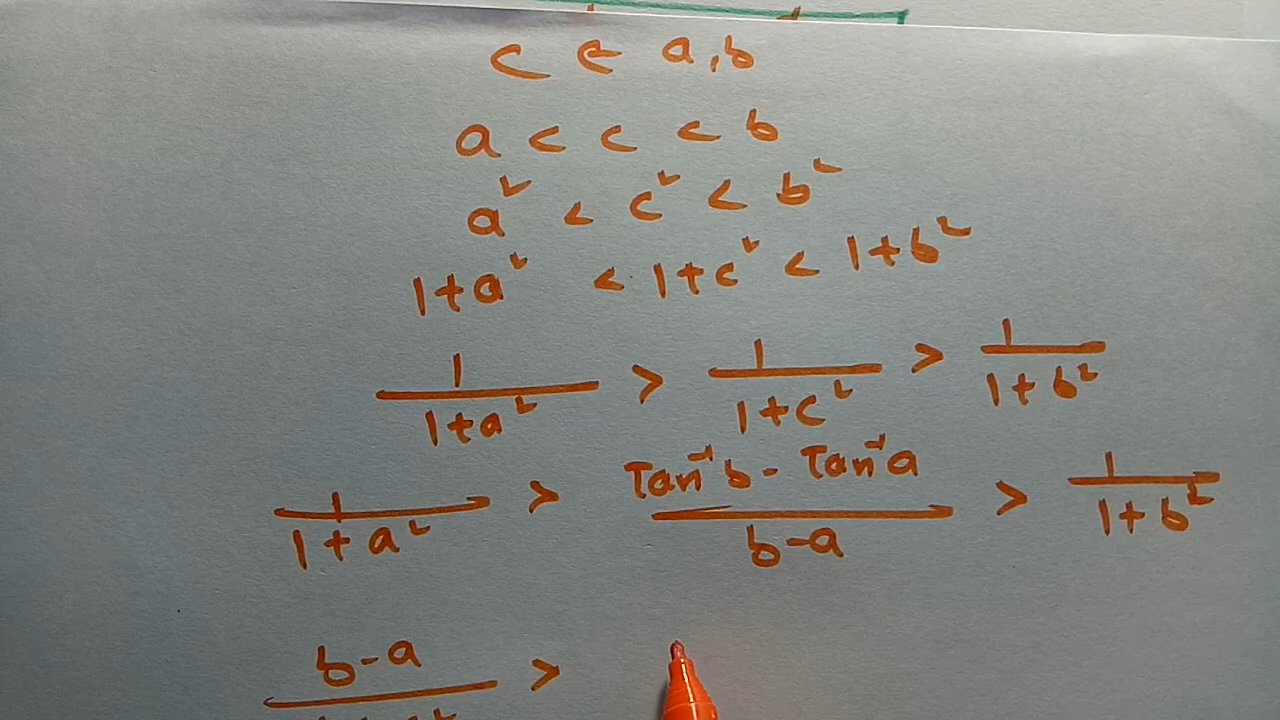 c ∈ a,b
a < c < b
a² < c² < b²
1+a² < 1+c² < 1+b²
1/1+a² > 1/1+c² > 1/1+b²
1/1+a² > Tan⁻¹b - Tan⁻¹a/b-a > 1/1+b²
b-a >